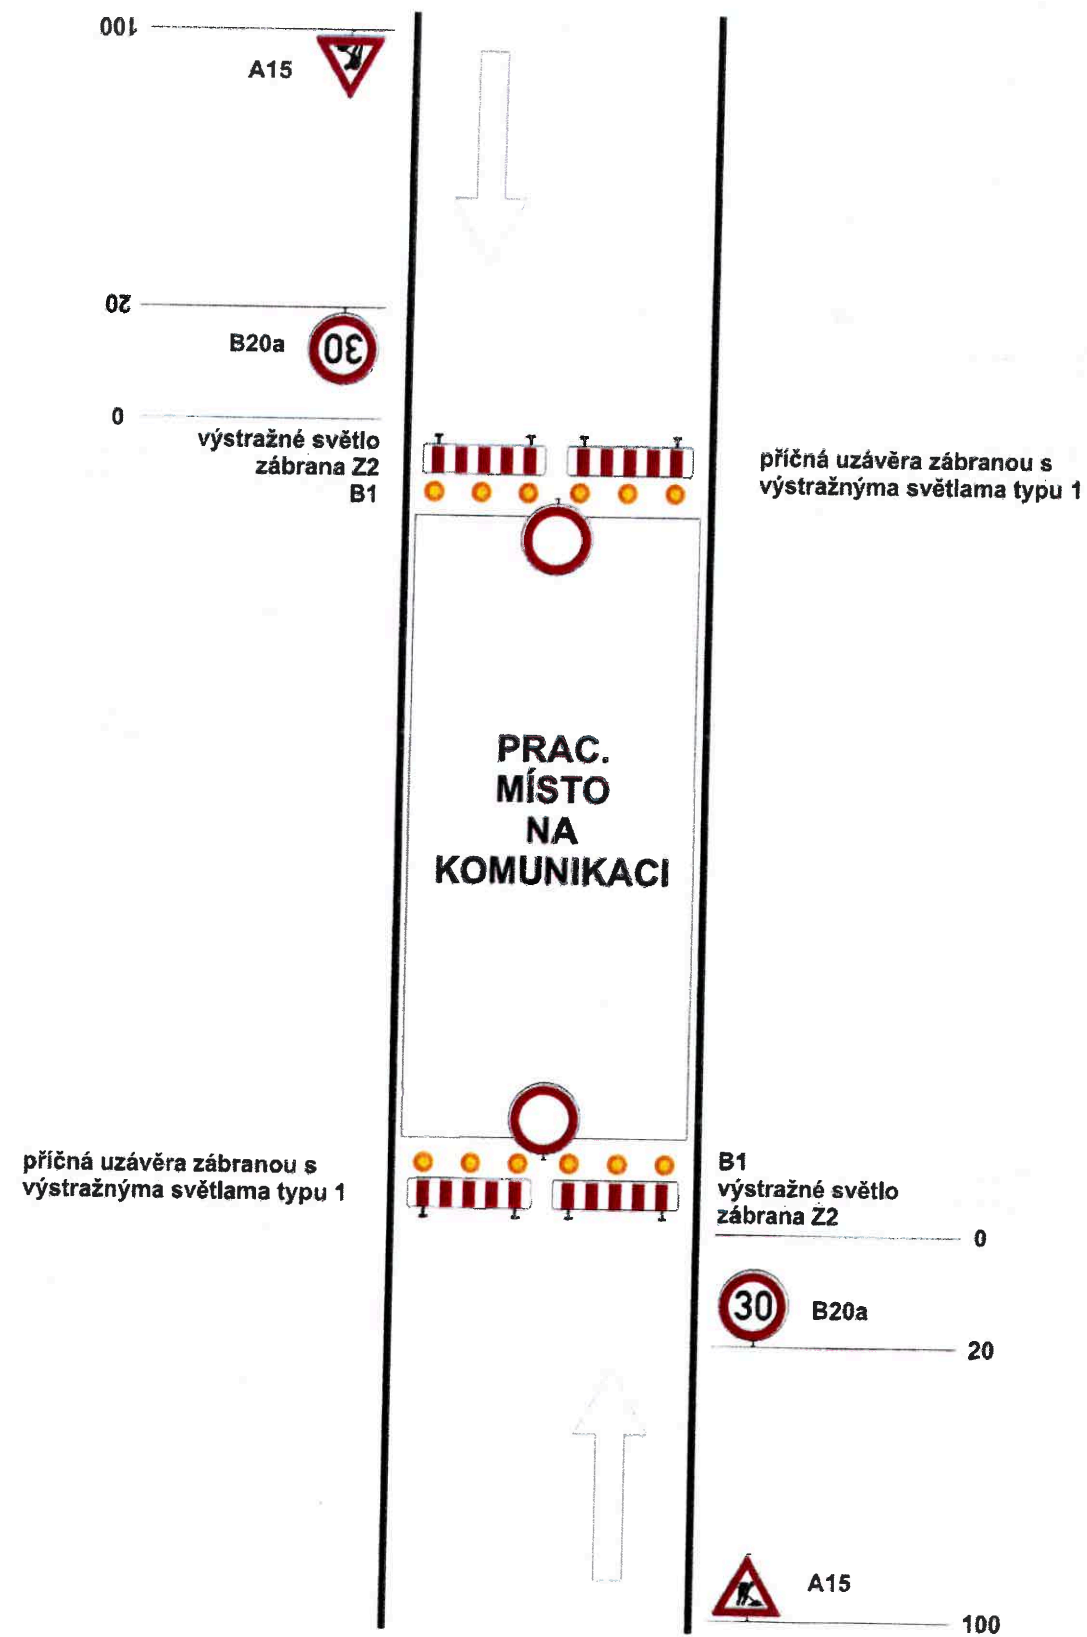 100
A15
20
B20a
30
0
výstražné světlo
zábrana Z2
B1
příčná uzávěra zábranou s
výstražnýma světlama typu 1
PRAC.
MÍSTO
NA
KOMUNIKACI
příčná uzávěra zábranou s
výstražnýma světlama typu 1
B1
výstražné světlo
zábrana Z2
0
30
B20a
20
A15
100